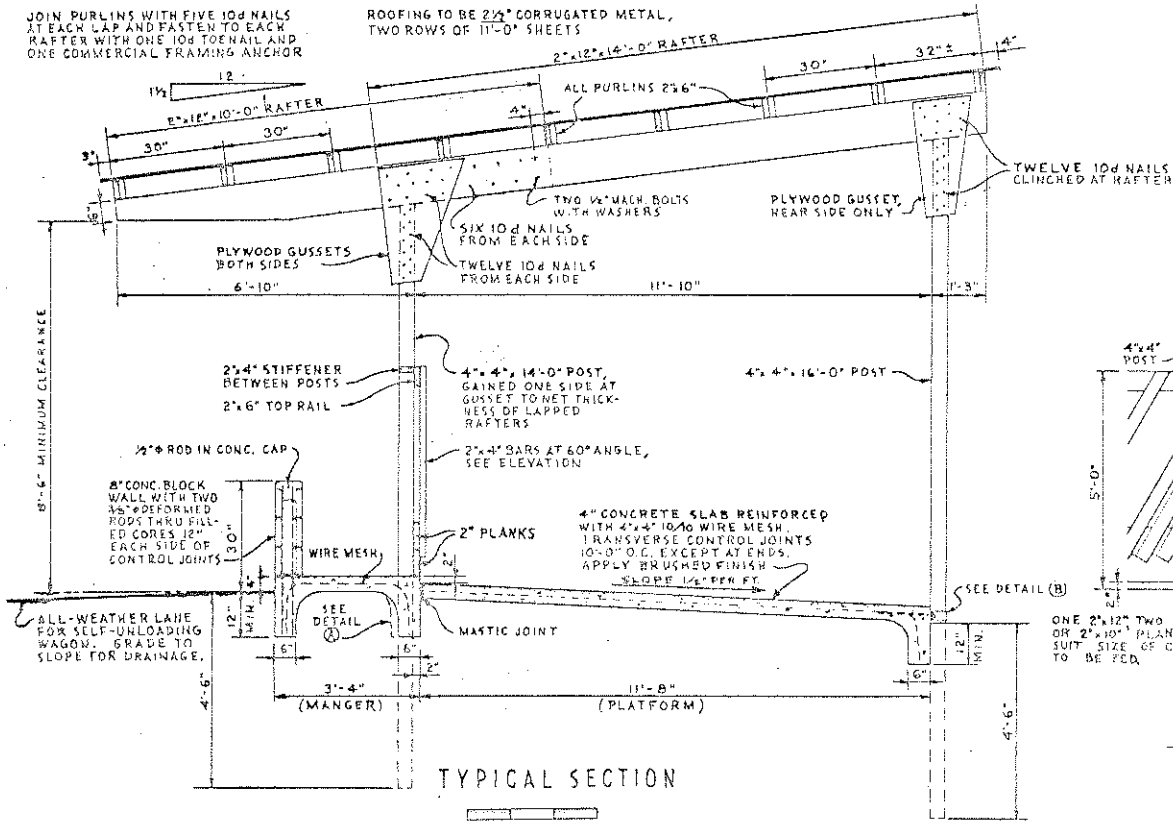 JOIN PURLINS WITH FIVE 10d NAILS
AT EACH LAP AND FASTEN TO EACH
RAFTER WITH ONE 10d TOENAIL AND
ONE COMMERCIAL FRAMING ANCHOR
ROOFING TO BE 2½" CORRUGATED METAL,
TWO ROWS OF 11'-0" SHEETS
12
1½
2"x12"x14'-0" RAFTER
32" ±
4"
30"
ALL PURLINS 2"x6"
2"x12"x10'-0" RAFTER
4"
30"
30"
3"
6"
TWELVE 10d NAILS
CLINCHED AT RAFTER
TWO ½" MACH. BOLTS
WITH WASHERS
PLYWOOD GUSSET,
NEAR SIDE ONLY
SIX 10d NAILS
FROM EACH SIDE
PLYWOOD GUSSETS
BOTH SIDES
TWELVE 10d NAILS
FROM EACH SIDE
6'-10"
11'-10"
1'-3"
8'-6" MINIMUM CLEARANCE
2"x4" STIFFENER
BETWEEN POSTS
2"x6" TOP RAIL
4"x4"x14'-0" POST,
GAINED ONE SIDE AT
GUSSET TO NET THICK-
NESS OF LAPPED
RAFTERS
4"x4"x16'-0" POST
4"x4"
POST
5'-0"
½"φ ROD IN CONC. CAP
2"x4" BARS AT 60° ANGLE,
SEE ELEVATION
8" CONC. BLOCK
WALL WITH TWO
⅜"φ DEFORMED
RODS THRU FILL-
ED CORES 12"
EACH SIDE OF
CONTROL JOINTS
30"
WIRE MESH
2" PLANKS
2"
4" CONCRETE SLAB REINFORCED
WITH 4"x4" 10/10 WIRE MESH.
TRANSVERSE CONTROL JOINTS
10'-0" O.C. EXCEPT AT ENDS.
APPLY BRUSHED FINISH
SLOPE ½" PER FT.
SEE DETAIL (B)
ALL-WEATHER LANE
FOR SELF-UNLOADING
WAGON. GRADE TO
SLOPE FOR DRAINAGE.
4"
12"
MIN.
SEE
DETAIL
(A)
MASTIC JOINT
12"
MIN.
2"
ONE 2"x12", TWO
OR 2"x10" PLAN
SUIT SIZE OF C
TO BE FED.
6"
6"
2"
6"
4'-6"
3'-4"
(MANGER)
11'-8"
(PLATFORM)
4'-6"
TYPICAL SECTION